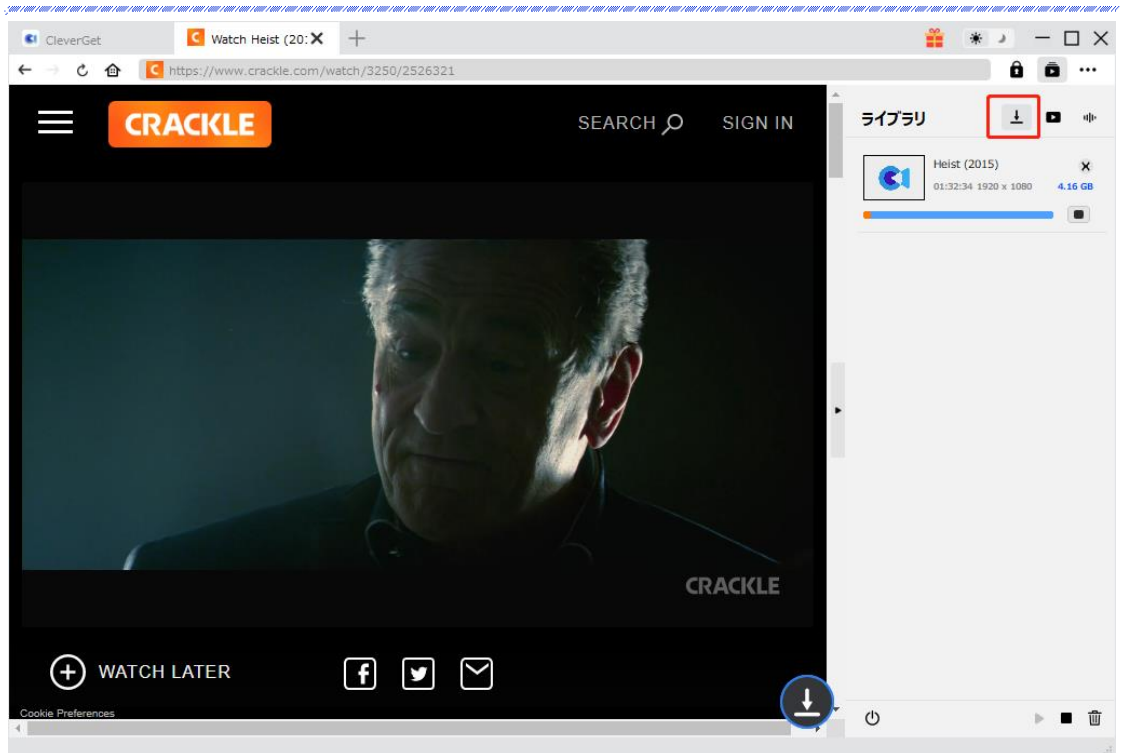 CleverGet
Watch Heist (20:
https://www.crackle.com/watch/3250/2526321
CRACKLE
SEARCH
SIGN IN
ライブラリ
Heist (2015)
01:32:34 1920 x 1080
4.16 GB
CRACKLE
WATCH LATER
Cookie Preferences